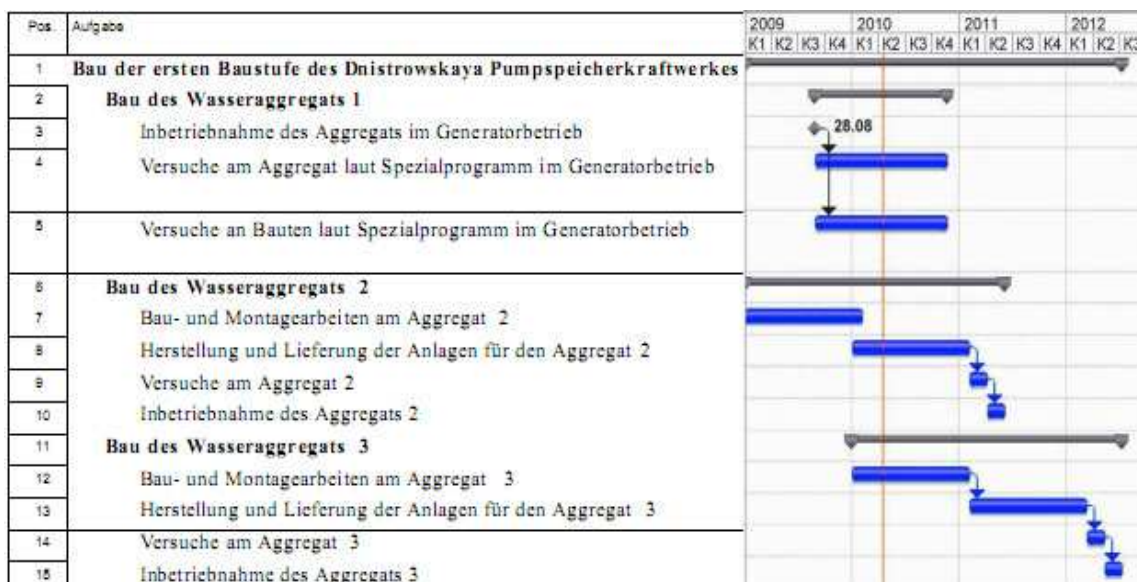 Pos. Aufgabe 2009 2010 2011 2012
K1 K2 K3 K4 K1 K2 K3 K4 K1 K2 K3 K4 K1 K2 K3
1 Bau der ersten Baustufe des Dnistrowskaya Pumpspeicherkraftwerkes
2 Bau des Wasseraggregats 1
3 Inbetriebnahme des Aggregats im Generatorbetrieb 28.08
4 Versuche am Aggregat laut Spezialprogramm im Generatorbetrieb
5 Versuche an Bauten laut Spezialprogramm im Generatorbetrieb
6 Bau des Wasseraggregats 2
7 Bau- und Montagearbeiten am Aggregat 2
8 Herstellung und Lieferung der Anlagen für den Aggregat 2
9 Versuche am Aggregat 2
10 Inbetriebnahme des Aggregats 2
11 Bau des Wasseraggregats 3
12 Bau- und Montagearbeiten am Aggregat 3
13 Herstellung und Lieferung der Anlagen für den Aggregat 3
14 Versuche am Aggregat 3
15 Inbetriebnahme des Aggregats 3